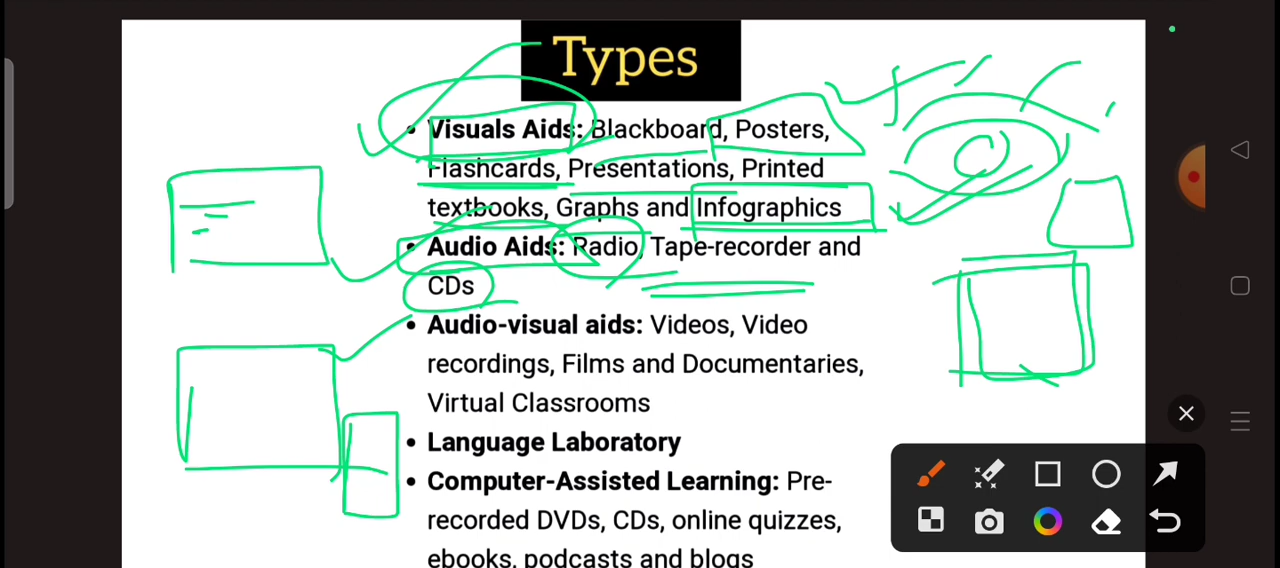 Types
• Visuals Aids: Blackboard, Posters,
Flashcards, Presentations, Printed
textbooks, Graphs and Infographics
• Audio Aids: Radio, Tape-recorder and
CDs
• Audio-visual aids: Videos, Video
recordings, Films and Documentaries,
Virtual Classrooms
• Language Laboratory
• Computer-Assisted Learning: Pre-
recorded DVDs, CDs, online quizzes,
ebooks, podcasts and blogs